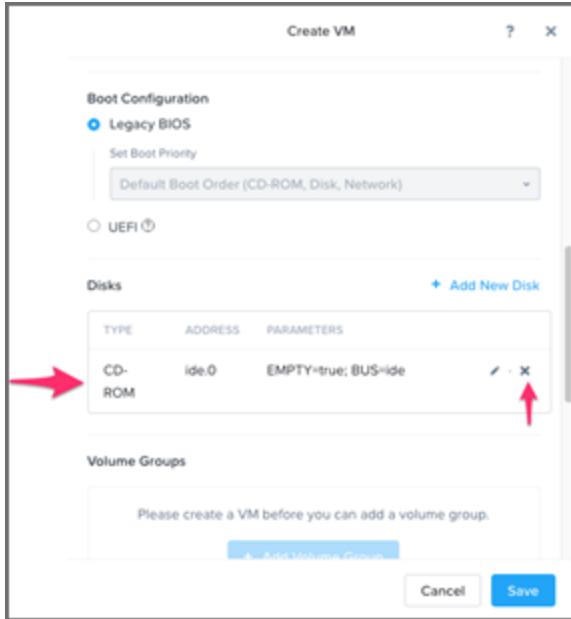 Create VM ? ×
Boot Configuration
Legacy BIOS
Set Boot Priority
Default Boot Order (CD-ROM, Disk, Network)
UEFI ?
Disks + Add New Disk
TYPE ADDRESS PARAMETERS
CD- ide.0 EMPTY=true; BUS=ide
ROM
Volume Groups
Please create a VM before you can add a volume group.
+ Add Volume Group
Cancel Save